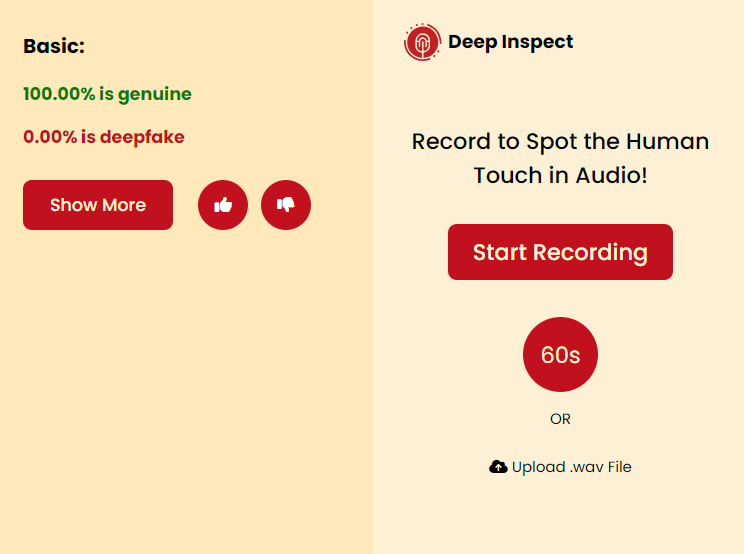 Basic:
100.00% is genuine
0.00% is deepfake
Show More
Deep Inspect
Record to Spot the Human
Touch in Audio!
Start Recording
60s
OR
Upload .wav File